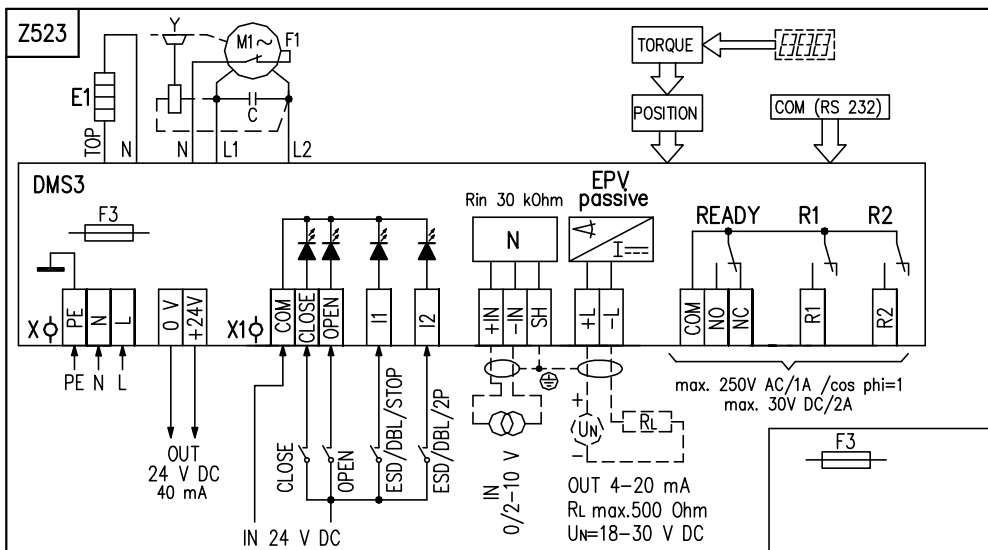 Z523
Y
M1 ~
F1
E1
C
TOP
N
N
L1
L2
TORQUE
8.8.8.8
POSITION
COM (RS 232)
DMS3
F3
Rin 30 kOhm
N
EPV
passive
I
READY
R1
R2
X
PE
N
L
0 V
+24V
X1
COM
CLOSE
OPEN
I1
I2
+IN
-IN
SH
+L
-L
COM
NO
NC
R1
R2
PE N L
OUT
24 V DC
40 mA
IN 24 V DC
CLOSE
OPEN
ESD/DBL/STOP
ESD/DBL/2P
IN
0/2-10 V
+
UN
-
RL
OUT 4-20 mA
RL max.500 Ohm
UN=18-30 V DC
max. 250V AC/1A /cos phi=1
max. 30V DC/2A
F3